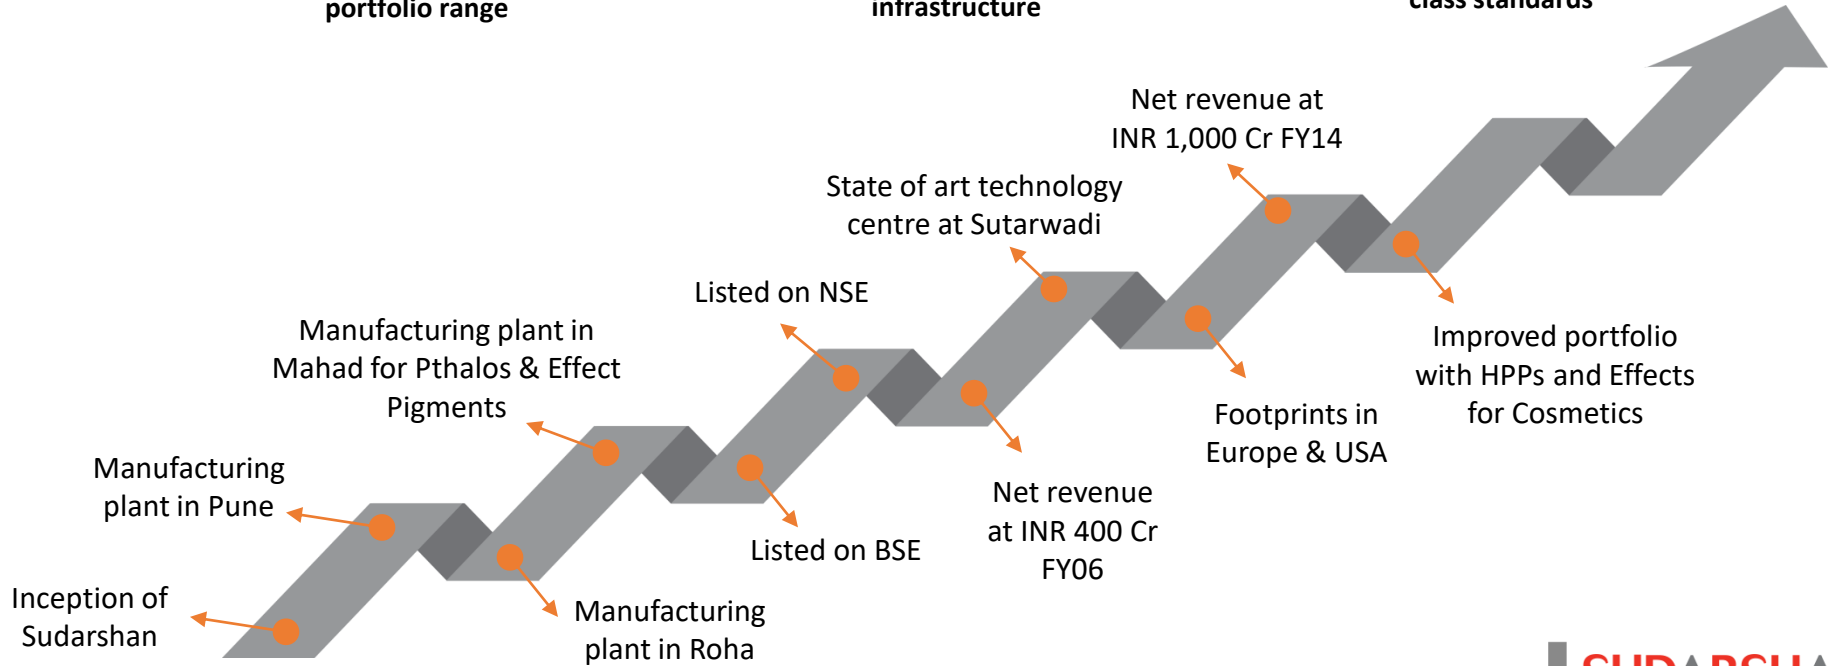 portfolio range
infrastructure
class standards
Net revenue at
INR 1,000 Cr FY14
State of art technology
centre at Sutarwadi
Listed on NSE
Manufacturing plant in
Mahad for Pthalos & Effect
Pigments
Improved portfolio
with HPPs and Effects
for Cosmetics
Footprints in
Europe & USA
Manufacturing
plant in Pune
Net revenue
at INR 400 Cr
FY06
Listed on BSE
Inception of
Sudarshan
Manufacturing
plant in Roha
SUDARSHA